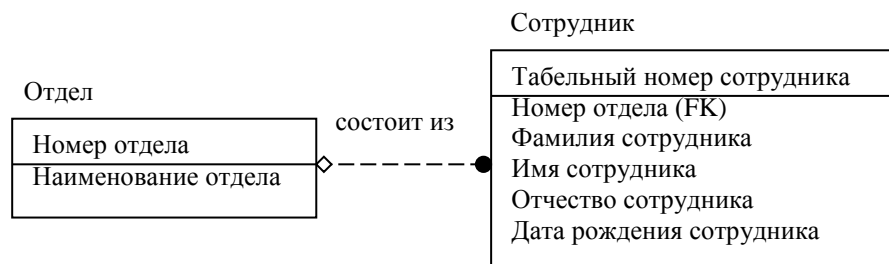 Отдел
Номер отдела
Наименование отдела
состоит из
Сотрудник
Табельный номер сотрудника
Номер отдела (FK)
Фамилия сотрудника
Имя сотрудника
Отчество сотрудника
Дата рождения сотрудника